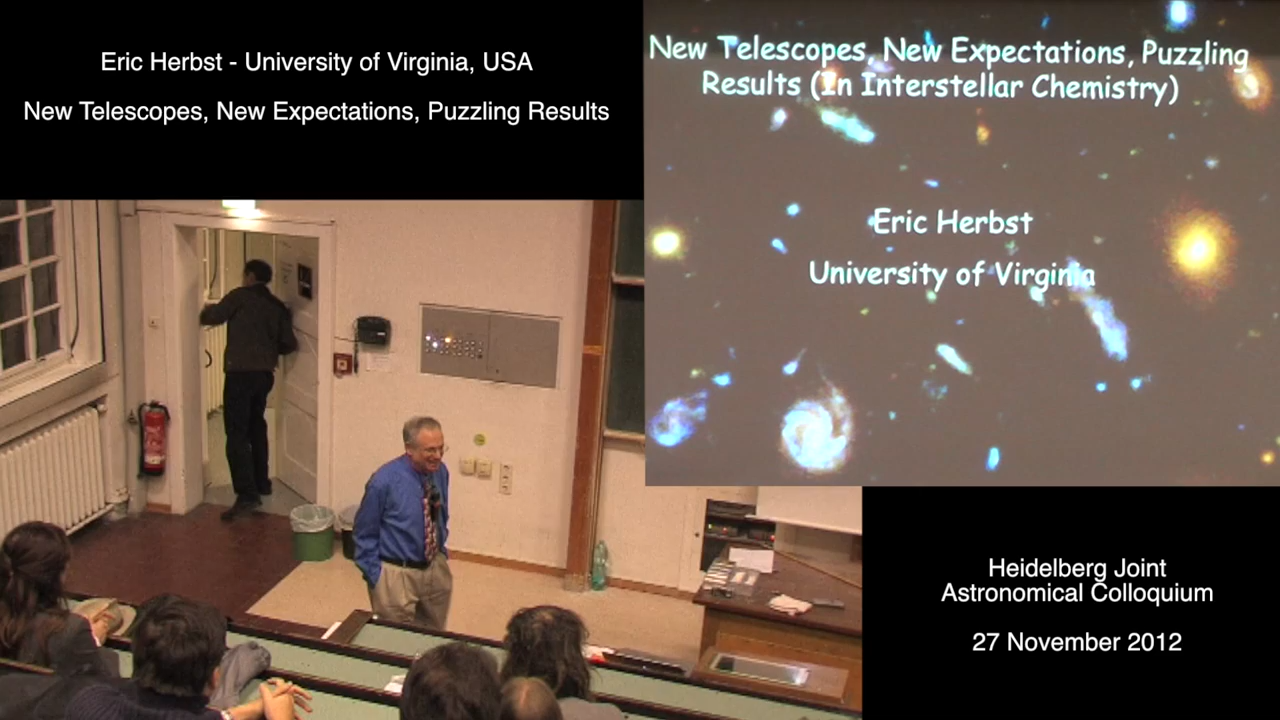 Eric Herbst - University of Virginia, USA
New Telescopes, New Expectations, Puzzling Results
New Telescopes, New Expectations, Puzzling
Results (In Interstellar Chemistry)
Eric Herbst
University of Virginia
Heidelberg Joint
Astronomical Colloquium
27 November 2012